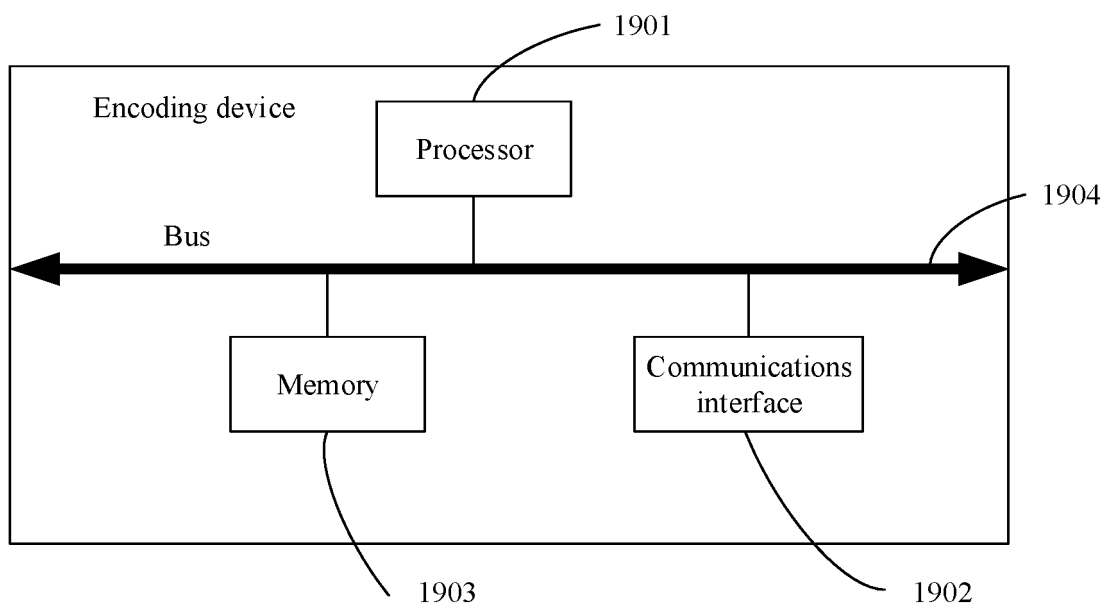 1901
Encoding device
Processor
1904
Bus
Memory
Communications
interface
1903
1902